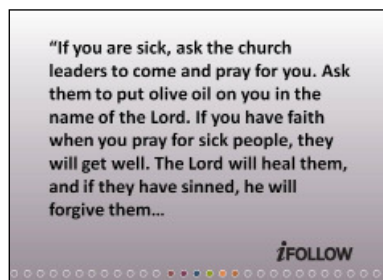 “If you are sick, ask the church
leaders to come and pray for you. Ask
them to put olive oil on you in the
name of the Lord. If you have faith
when you pray for sick people, they
will get well. The Lord will heal them,
and if they have sinned, he will
forgive them…
iFOLLOW